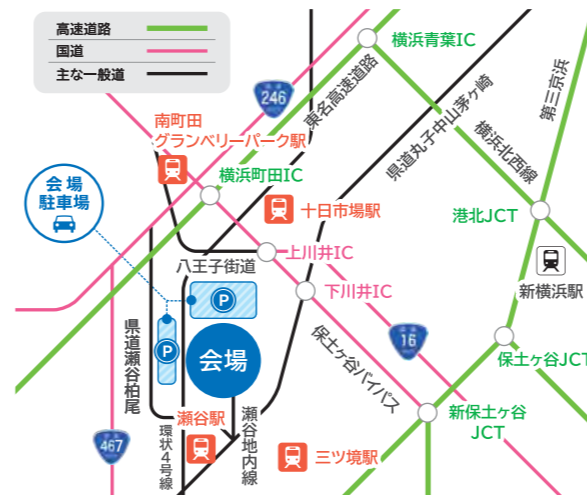 高速道路
国道
主な一般道
横浜青葉IC
国道
246
東名高速道路
県道丸子中山茅ヶ崎
横浜北西線
第三京浜
南町田
グランベリーパーク駅
横浜町田IC
会場
駐車場
十日市場駅
港北JCT
上川井IC
八王子街道
下川井IC
新横浜駅
P
P
会場
県道瀬谷柏尾
保土ヶ谷バイパス
国道
16
保土ヶ谷JCT
新保土ヶ谷
JCT
瀬谷駅
瀬谷地内線
環状4号線
国道
467
三ツ境駅